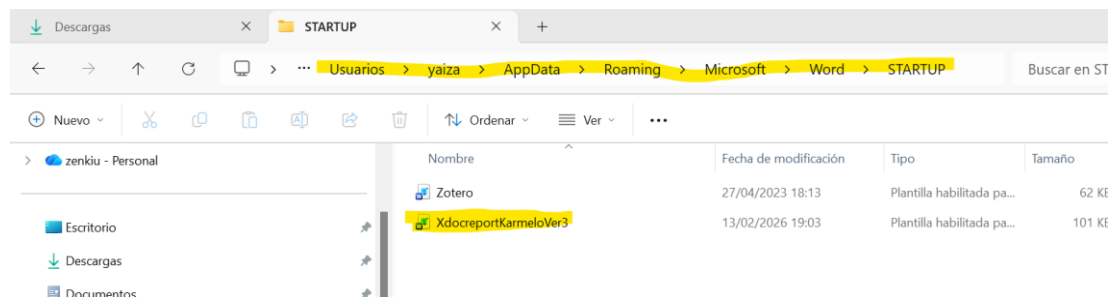 Descargas
STARTUP
... Usuarios > yaiza > AppData > Roaming > Microsoft > Word > STARTUP
Buscar en ST
Nuevo
Ordenar
Ver
zenkiu - Personal
Nombre Fecha de modificación Tipo Tamaño
Zotero 27/04/2023 18:13 Plantilla habilitada pa... 62 KE
XdocreportKarmeloVer3 13/02/2026 19:03 Plantilla habilitada pa... 101 KE
Escritorio
Descargas
Documentos